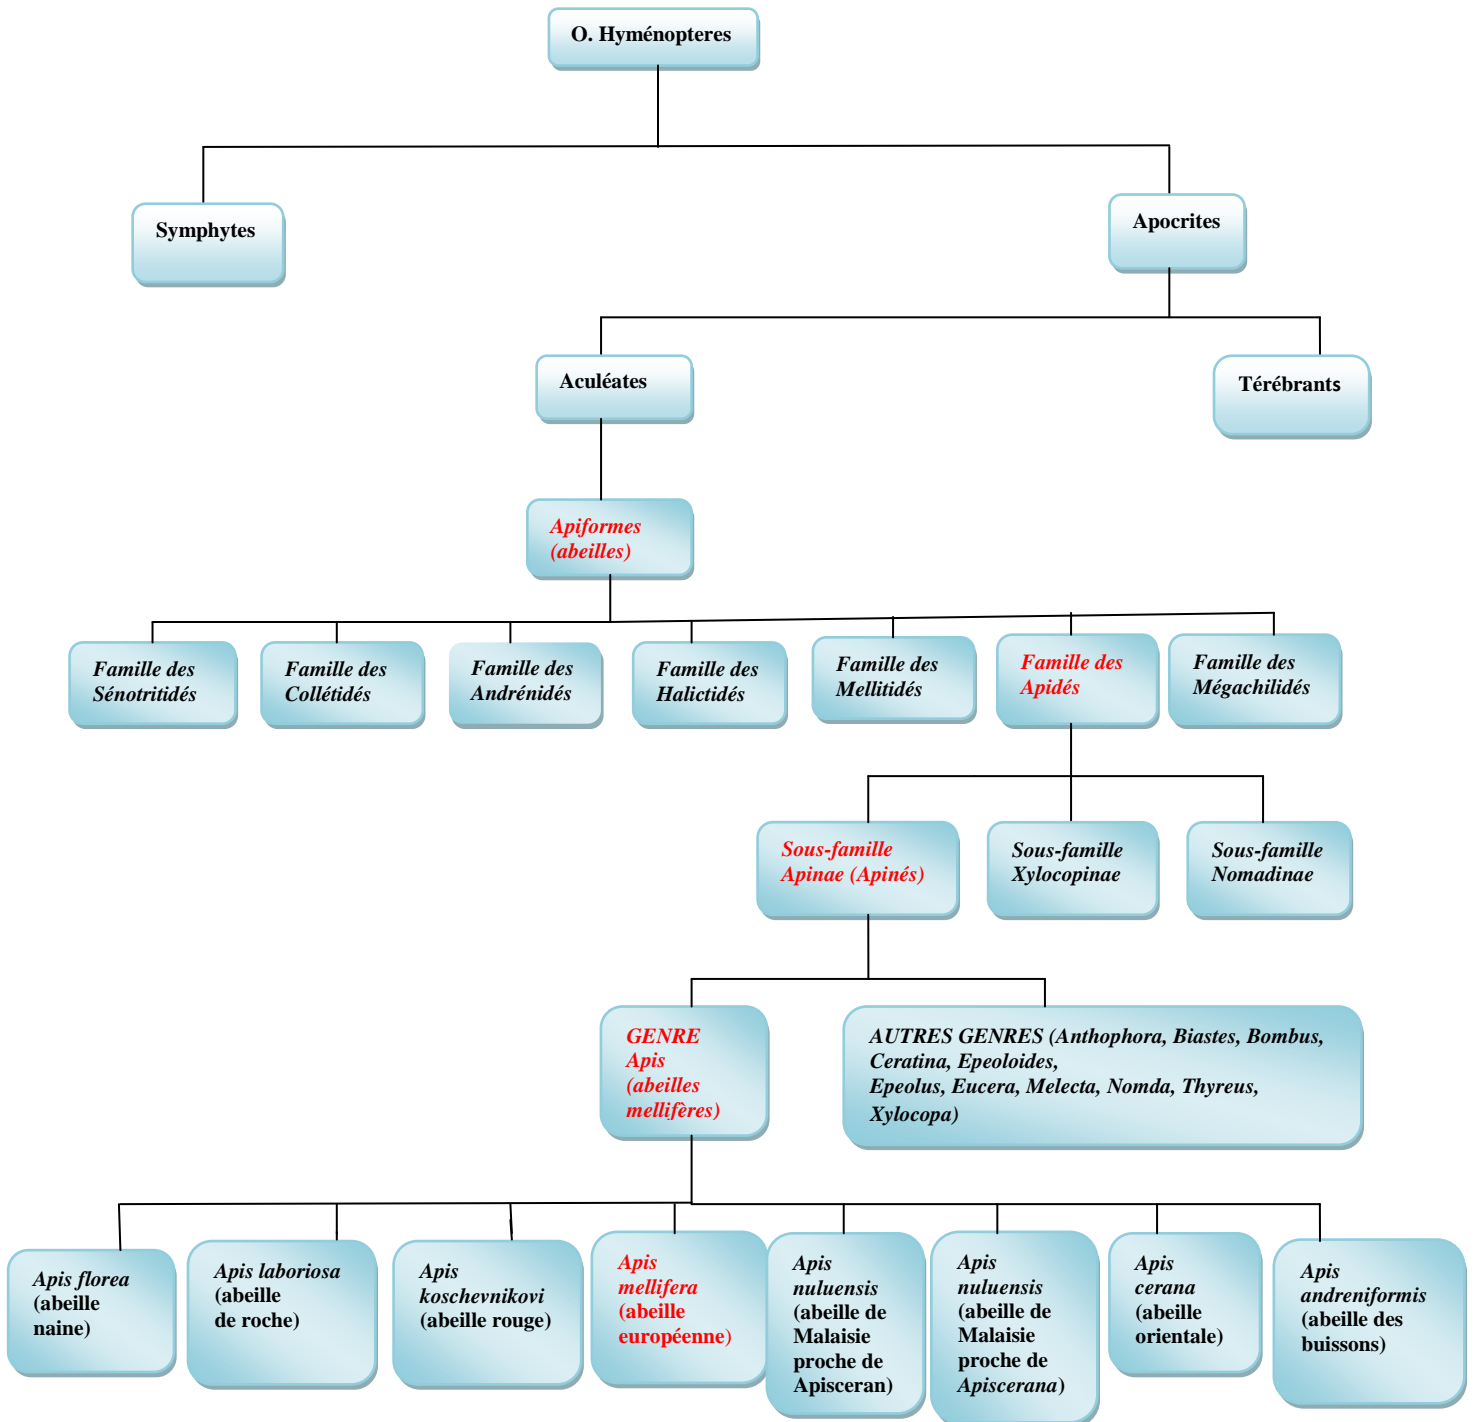 O. Hyménopteres
Symphytes
Apocrites
Aculéates
Térébrants
Apiformes
(abeilles)
Famille des
Sénotritidés
Famille des
Collétidés
Famille des
Andrénidés
Famille des
Halictidés
Famille des
Mellitidés
Famille des
Apidés
Famille des
Mégachilidés
Sous-famille
Apinae (Apinés)
Sous-famille
Xylocopinae
Sous-famille
Nomadinae
GENRE
Apis
(abeilles
mellifères)
AUTRES GENRES (Anthophora, Biastes, Bombus,
Ceratina, Epeoloides,
Epeolus, Eucera, Melecta, Nomda, Thyreus,
Xylocopa)
Apis florea
(abeille
naine)
Apis laboriosa
(abeille
de roche)
Apis
koschevnikovi
(abeille rouge)
Apis
mellifera
(abeille
européenne)
Apis
nuluensis
(abeille de
Malaisie
proche de
Apisceran)
Apis
nuluensis
(abeille de
Malaisie
proche de
Apiscerana)
Apis
cerana
(abeille
orientale)
Apis
andreniformis
(abeille des
buissons)